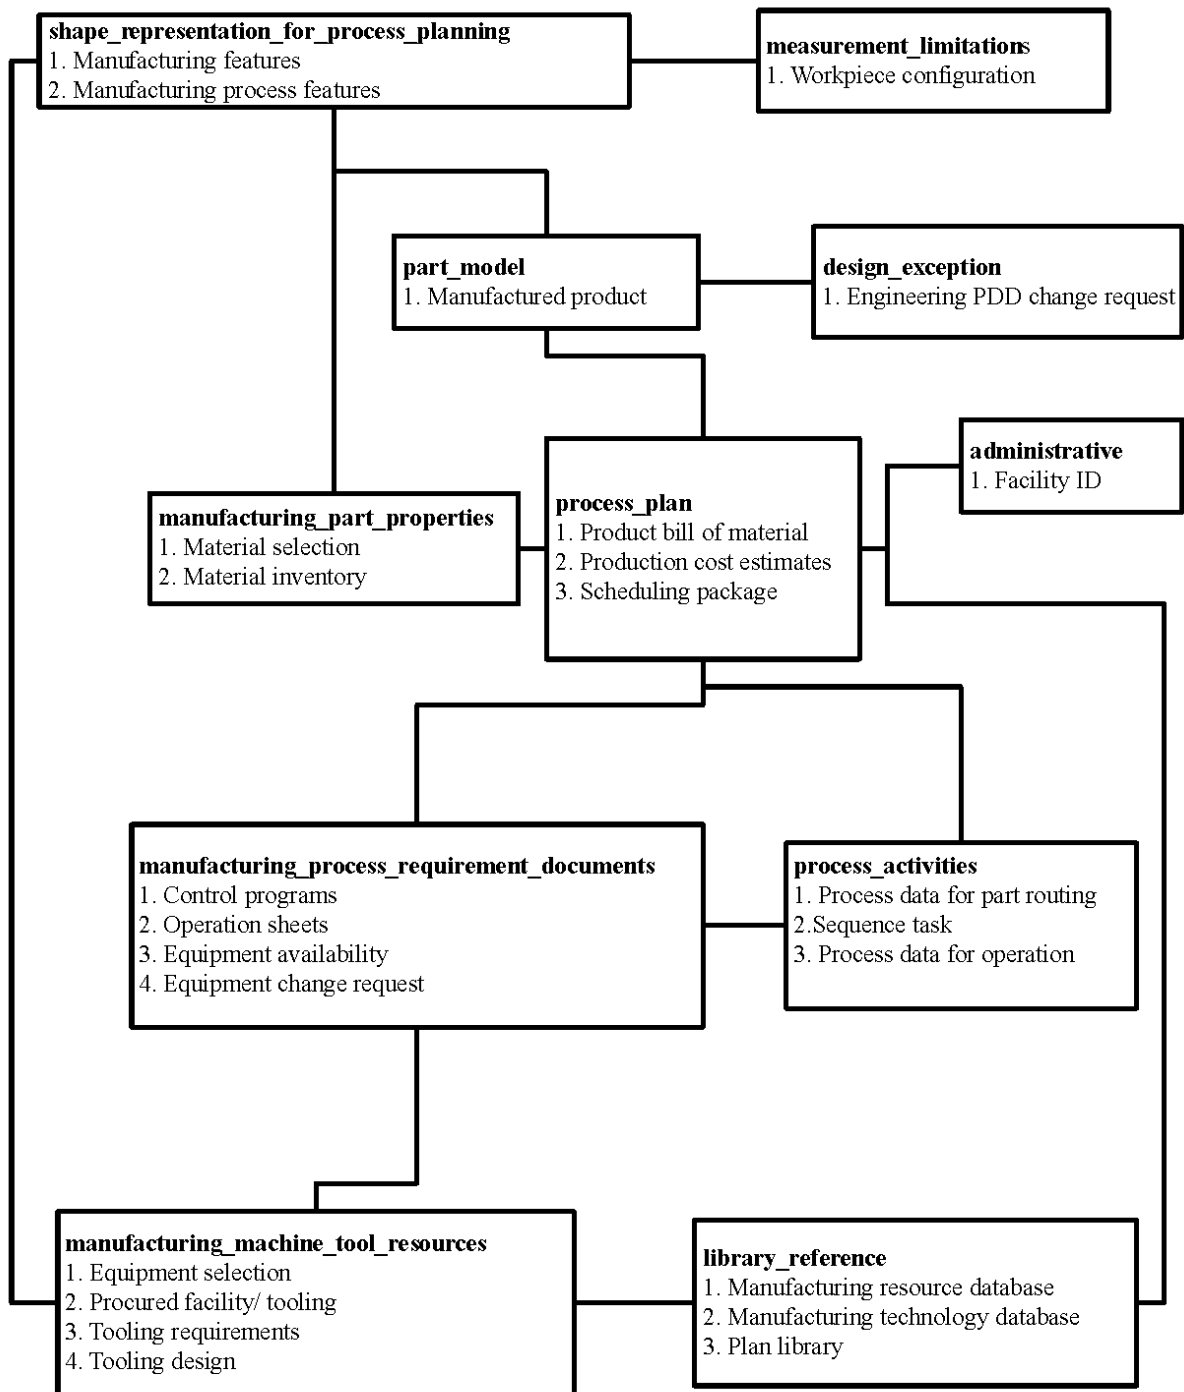 shape_representation_for_process_planning
1. Manufacturing features
2. Manufacturing process features
measurement_limitations
1. Workpiece configuration
part_model
1. Manufactured product
design_exception
1. Engineering PDD change request
administrative
1. Facility ID
manufacturing_part_properties
1. Material selection
2. Material inventory
process_plan
1. Product bill of material
2. Production cost estimates
3. Scheduling package
manufacturing_process_requirement_documents
1. Control programs
2. Operation sheets
3. Equipment availability
4. Equipment change request
process_activities
1. Process data for part routing
2.Sequence task
3. Process data for operation
manufacturing_machine_tool_resources
1. Equipment selection
2. Procured facility/ tooling
3. Tooling requirements
4. Tooling design
library_reference
1. Manufacturing resource database
2. Manufacturing technology database
3. Plan library